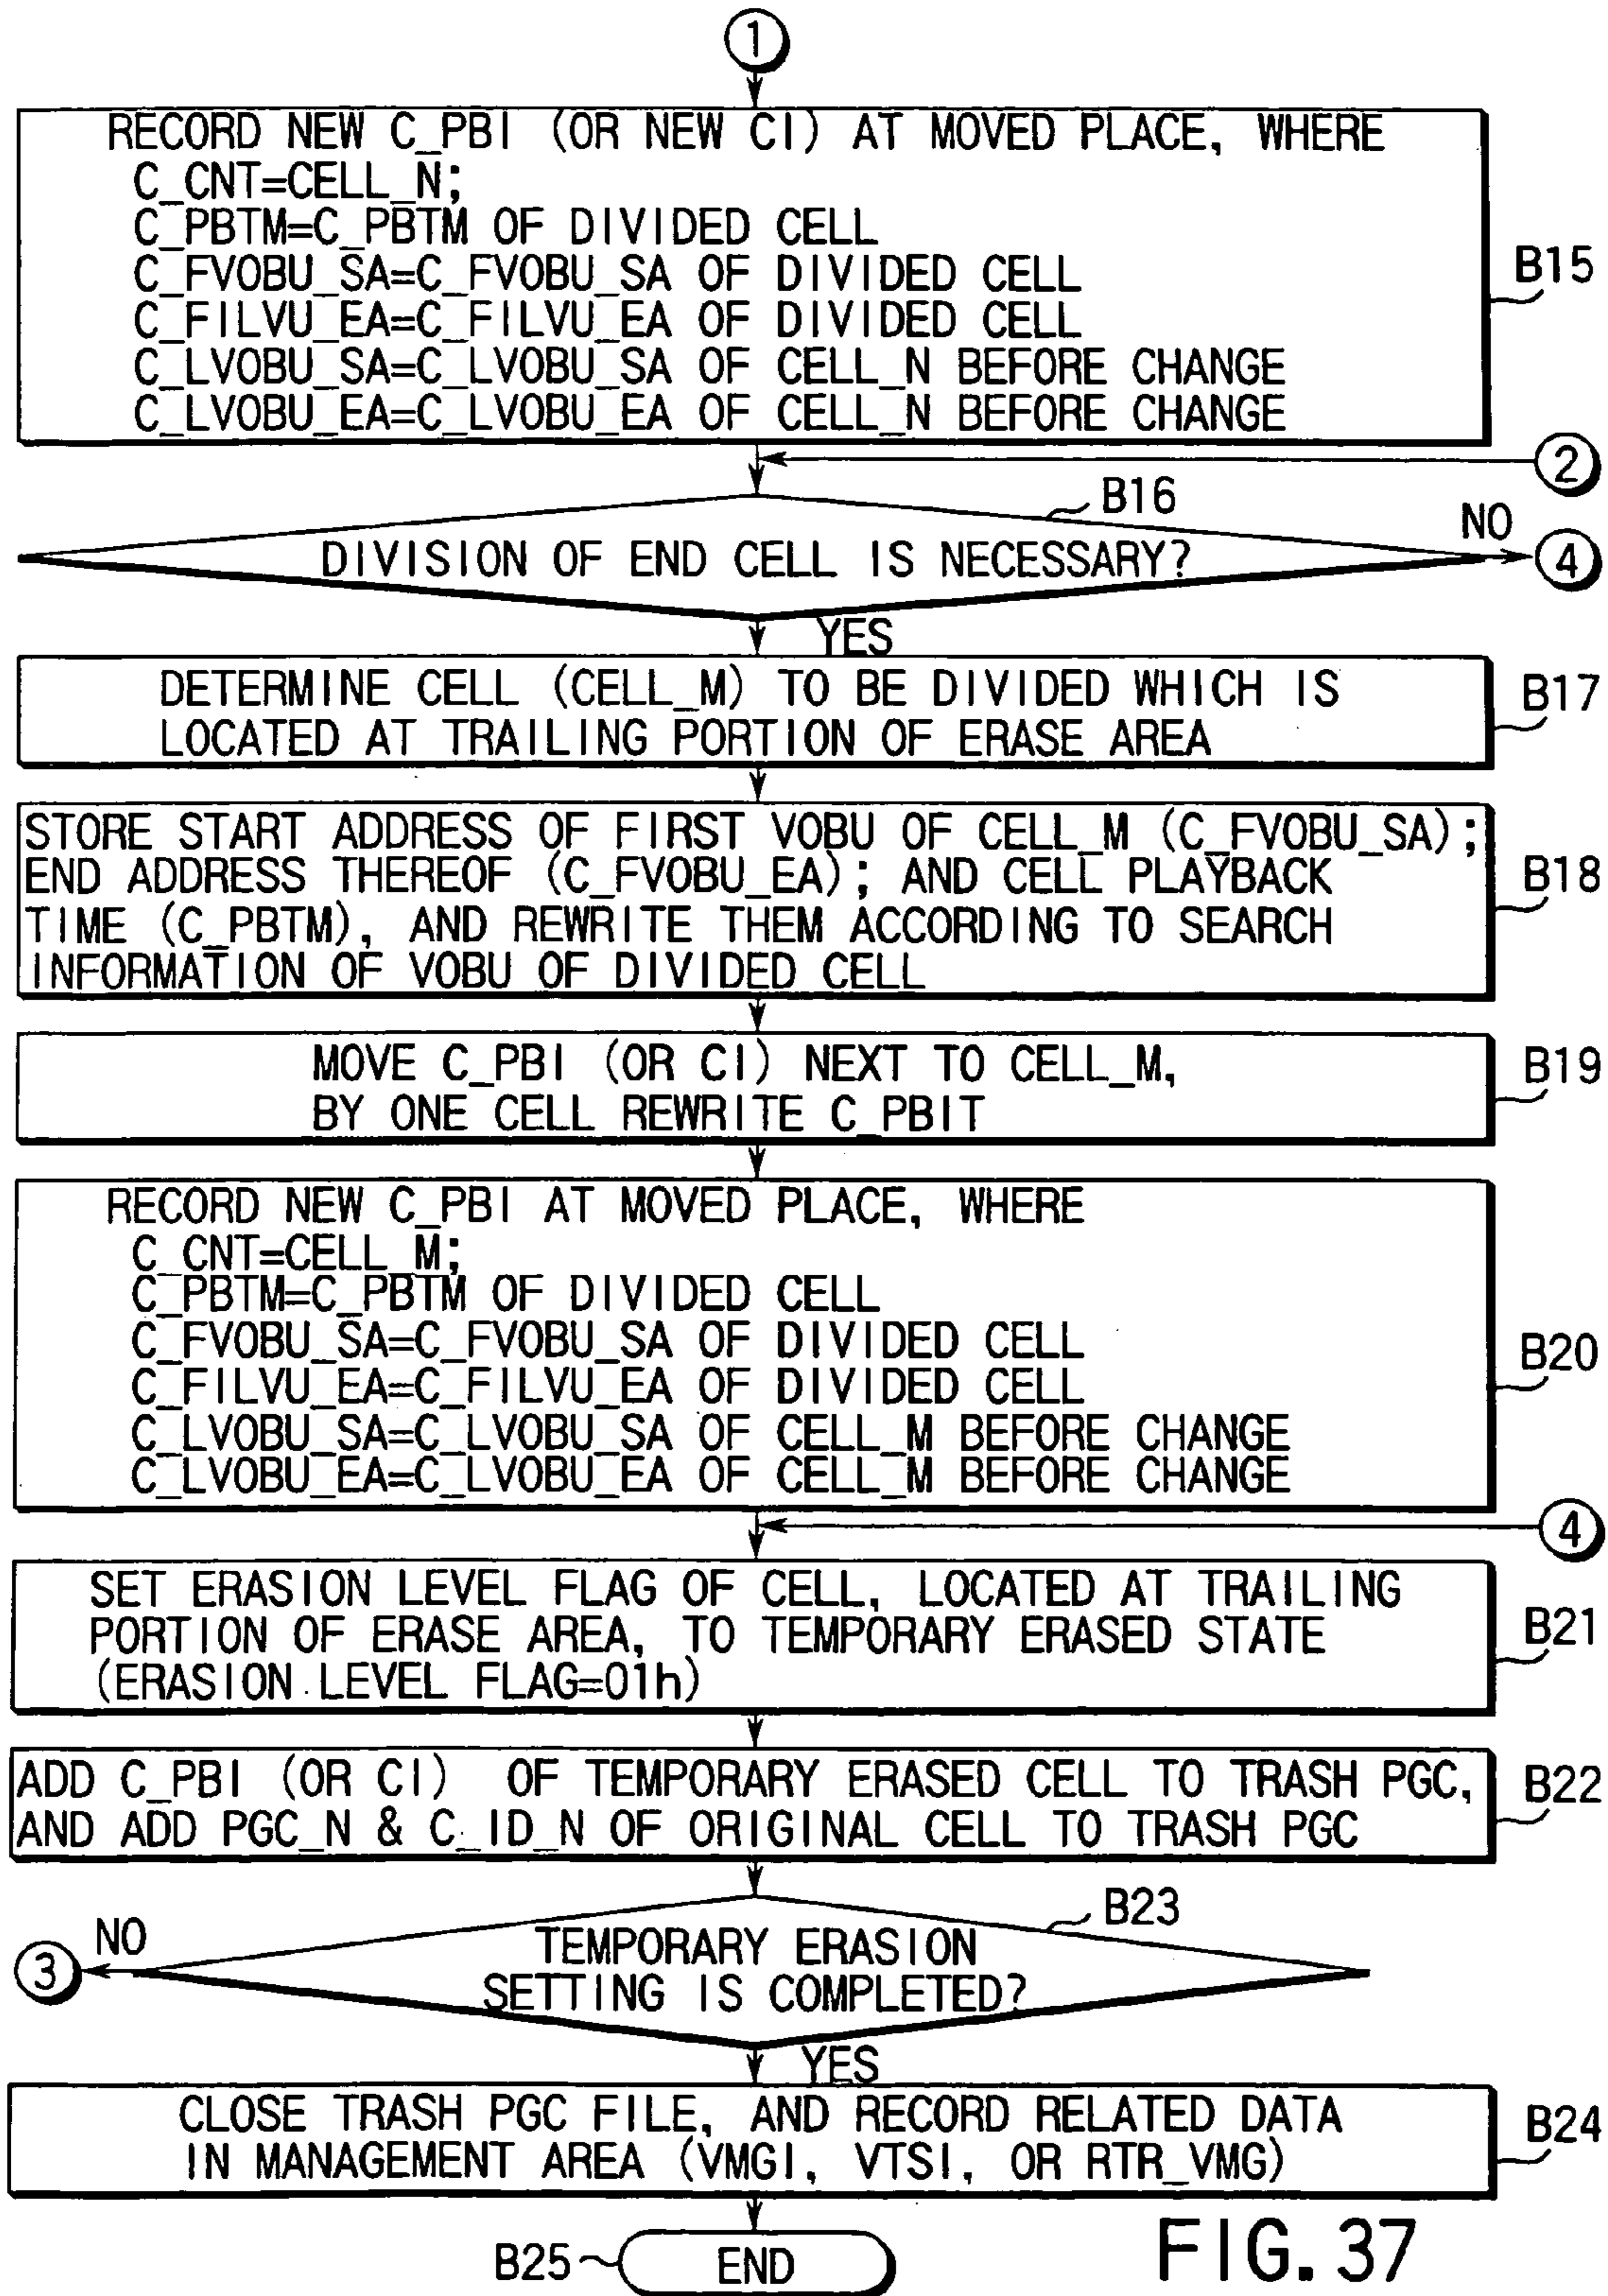 1
RECORD NEW C_PBI (OR NEW CI) AT MOVED PLACE, WHERE
C_CNT=CELL_N;
C_PBTM=C_PBTM OF DIVIDED CELL
C_FVOBU_SA=C_FVOBU_SA OF DIVIDED CELL
C_FILVU_EA=C_FILVU_EA OF DIVIDED CELL
C_LVOBU_SA=C_LVOBU_SA OF CELL_N BEFORE CHANGE
C_LVOBU_EA=C_LVOBU_EA OF CELL_N BEFORE CHANGE
B15
2
B16
DIVISION OF END CELL IS NECESSARY?
NO
4
YES
DETERMINE CELL (CELL_M) TO BE DIVIDED WHICH IS
LOCATED AT TRAILING PORTION OF ERASE AREA
B17
STORE START ADDRESS OF FIRST VOBU OF CELL_M (C_FVOBU_SA);
END ADDRESS THEREOF (C_FVOBU_EA); AND CELL PLAYBACK
TIME (C_PBTM), AND REWRITE THEM ACCORDING TO SEARCH
INFORMATION OF VOBU OF DIVIDED CELL
B18
MOVE C_PBI (OR CI) NEXT TO CELL_M,
BY ONE CELL REWRITE C_PBIT
B19
RECORD NEW C_PBI AT MOVED PLACE, WHERE
C_CNT=CELL_M;
C_PBTM=C_PBTM OF DIVIDED CELL
C_FVOBU_SA=C_FVOBU_SA OF DIVIDED CELL
C_FILVU_EA=C_FILVU_EA OF DIVIDED CELL
C_LVOBU_SA=C_LVOBU_SA OF CELL_M BEFORE CHANGE
C_LVOBU_EA=C_LVOBU_EA OF CELL_M BEFORE CHANGE
B20
4
SET ERASION LEVEL FLAG OF CELL, LOCATED AT TRAILING
PORTION OF ERASE AREA, TO TEMPORARY ERASED STATE
(ERASION LEVEL FLAG=01h)
B21
ADD C_PBI (OR CI) OF TEMPORARY ERASED CELL TO TRASH PGC,
AND ADD PGC_N & C_ID_N OF ORIGINAL CELL TO TRASH PGC
B22
B23
TEMPORARY ERASION
SETTING IS COMPLETED?
NO
3
YES
CLOSE TRASH PGC FILE, AND RECORD RELATED DATA
IN MANAGEMENT AREA (VMGI, VTSI, OR RTR_VMG)
B24
B25
END
FIG. 37